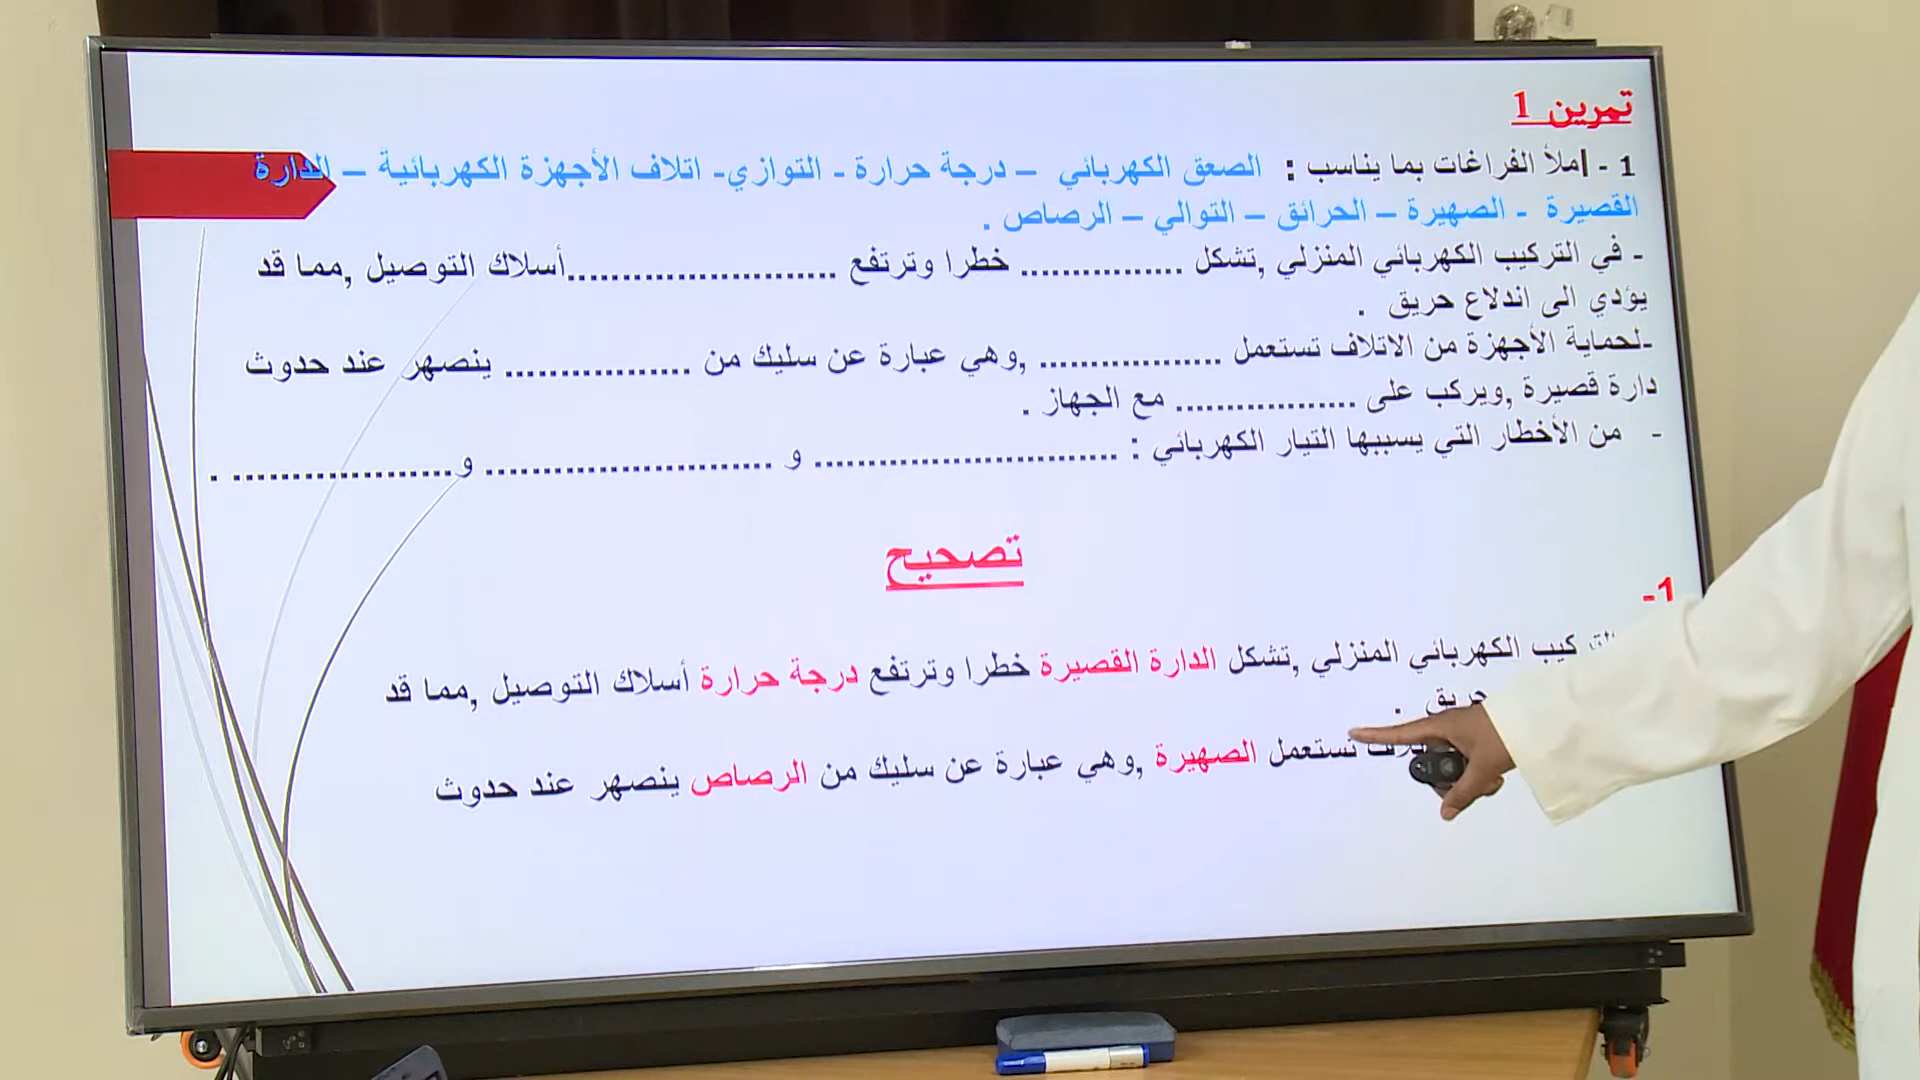 تمرين 1
1 - املأ الفراغات بما يناسب : الصعق الكهربائي – درجة حرارة - التوازي- اتلاف الأجهزة الكهربائية – الدارة
القصيرة - الصهيرة – الحرائق – التوالي – الرصاص .
- في التركيب الكهربائي المنزلي ,تشكل ................ خطرا وترتفع ..........................أسلاك التوصيل ,مما قد
يؤدي الى اندلاع حريق .
-لحماية الأجهزة من الاتلاف تستعمل .................. ,وهي عبارة عن سليك من ................ ينصهر عند حدوث
دارة قصيرة ,ويركب على .................. مع الجهاز .
- من الأخطار التي يسببها التيار الكهربائي : .......................... و ......................... و................... .
تصحيح
1-
كيب الكهربائي المنزلي ,تشكل الدارة القصيرة خطرا وترتفع درجة حرارة أسلاك التوصيل ,مما قد
حريق .
تستعمل الصهيرة ,وهي عبارة عن سليك من الرصاص ينصهر عند حدوث